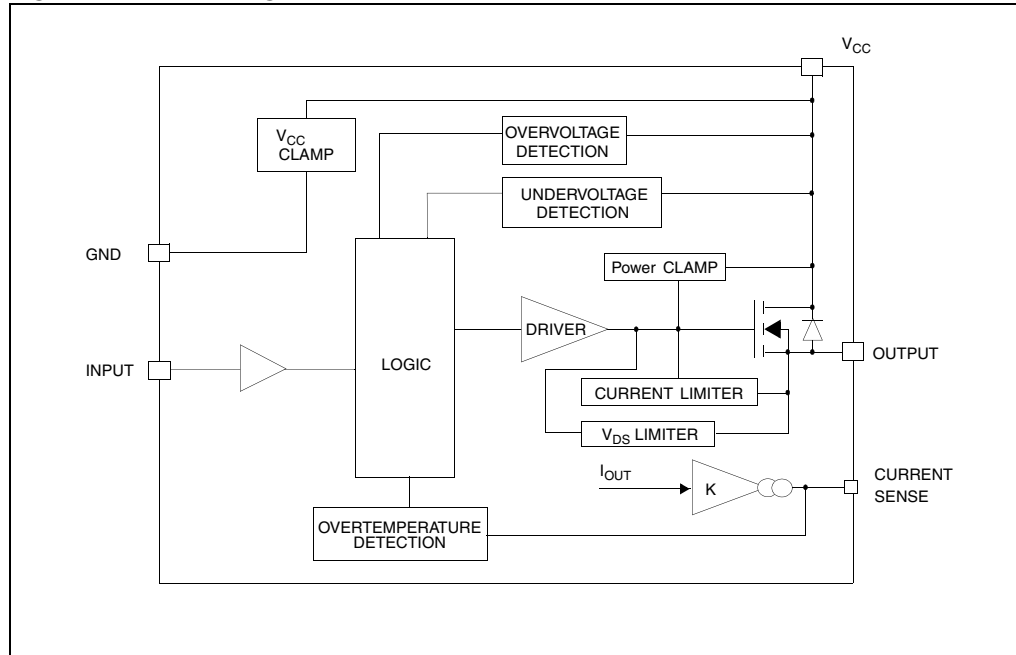 VCC
VCC
CLAMP
OVERVOLTAGE
DETECTION
UNDERVOLTAGE
DETECTION
GND
Power CLAMP
DRIVER
OUTPUT
INPUT
LOGIC
CURRENT LIMITER
VDS LIMITER
IOUT
K
CURRENT
SENSE
OVERTEMPERATURE
DETECTION